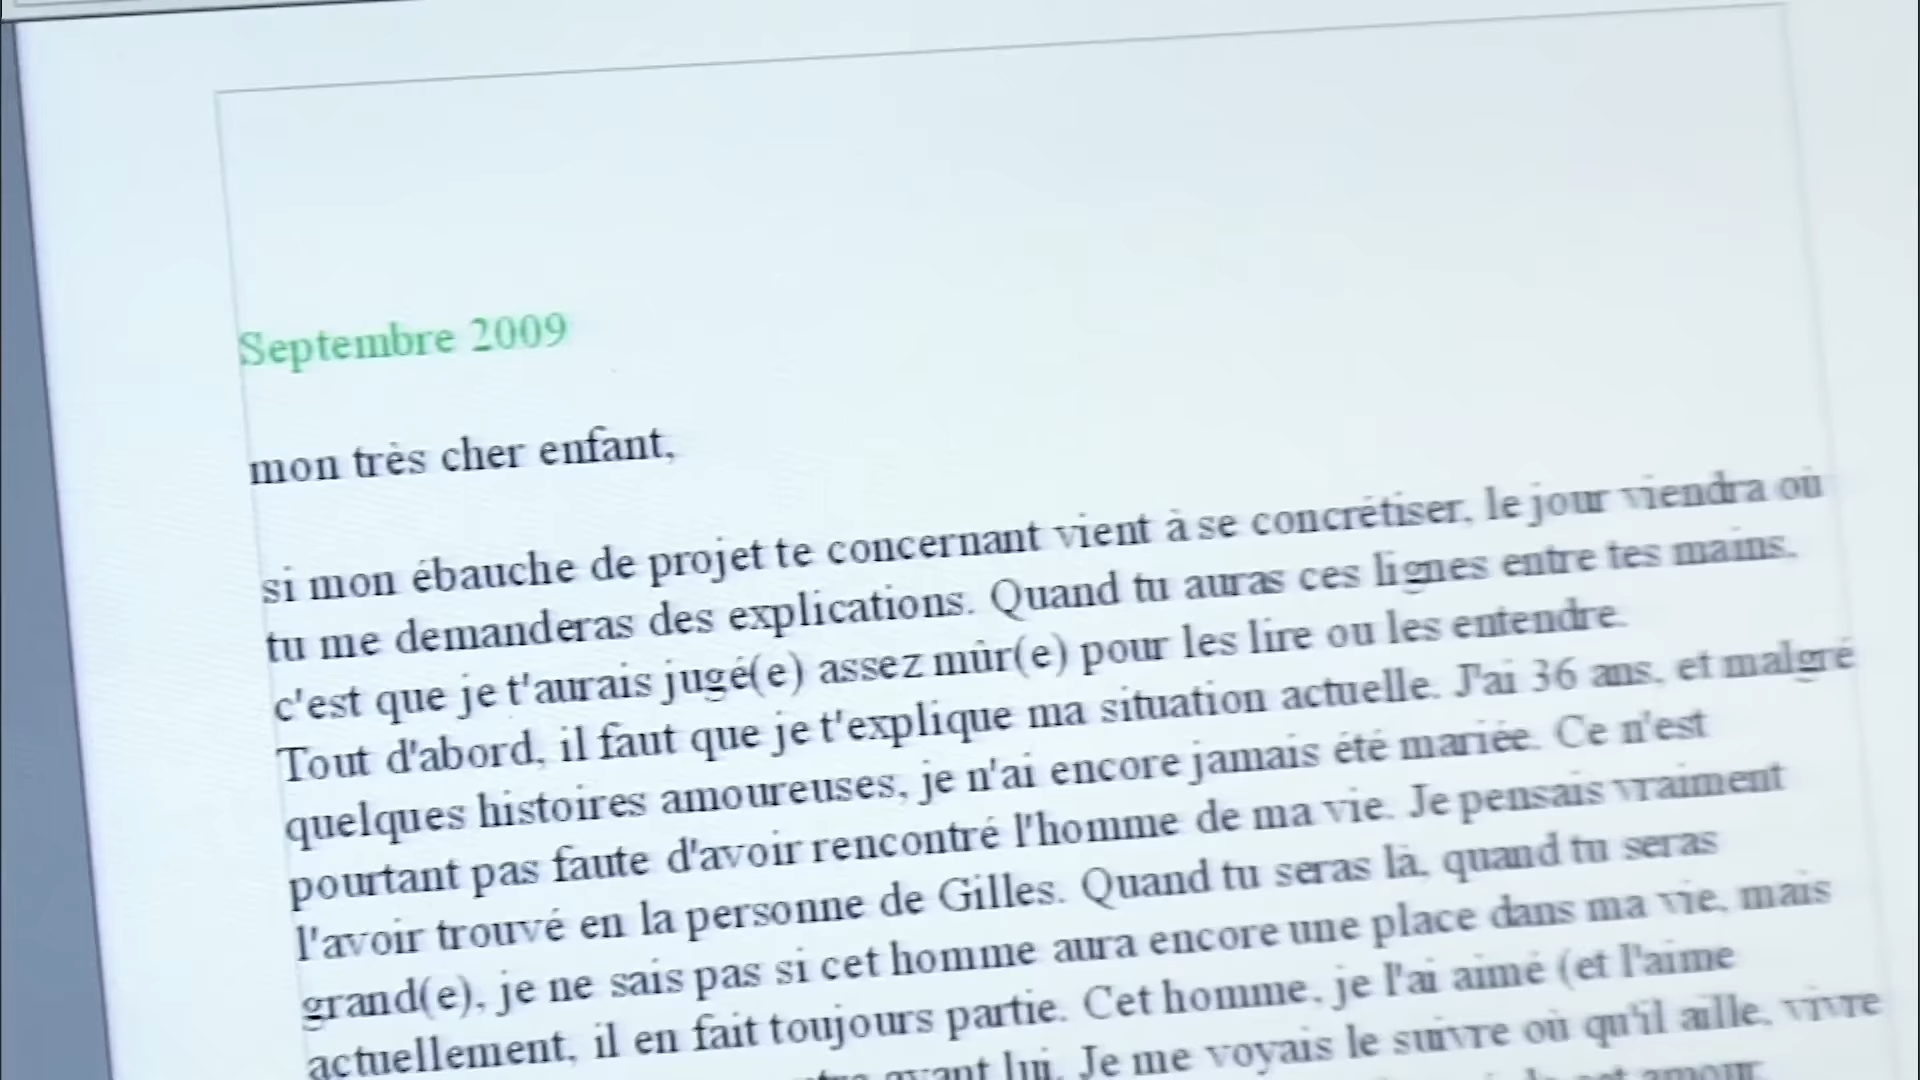 Septembre 2009
mon très cher enfant,
si mon ébauche de projet te concernant vient à se concrétiser, le jour viendra où
tu me demanderas des explications. Quand tu auras ces lignes entre tes mains,
c'est que je t'aurais jugé(e) assez mûr(e) pour les lire ou les entendre.
Tout d'abord, il faut que je t'explique ma situation actuelle. J'ai 36 ans, et malgré
quelques histoires amoureuses, je n'ai encore jamais été mariée. Ce n'est
pourtant pas faute d'avoir rencontré l'homme de ma vie. Je pensais vraiment
l'avoir trouvé en la personne de Gilles. Quand tu seras là, quand tu seras
grand(e), je ne sais pas si cet homme aura encore une place dans ma vie, mais
actuellement, il en fait toujours partie. Cet homme, je l'ai aimé (et l'aime
avant lui. Je me voyais le suivre où qu'il aille, vivre
cet amour